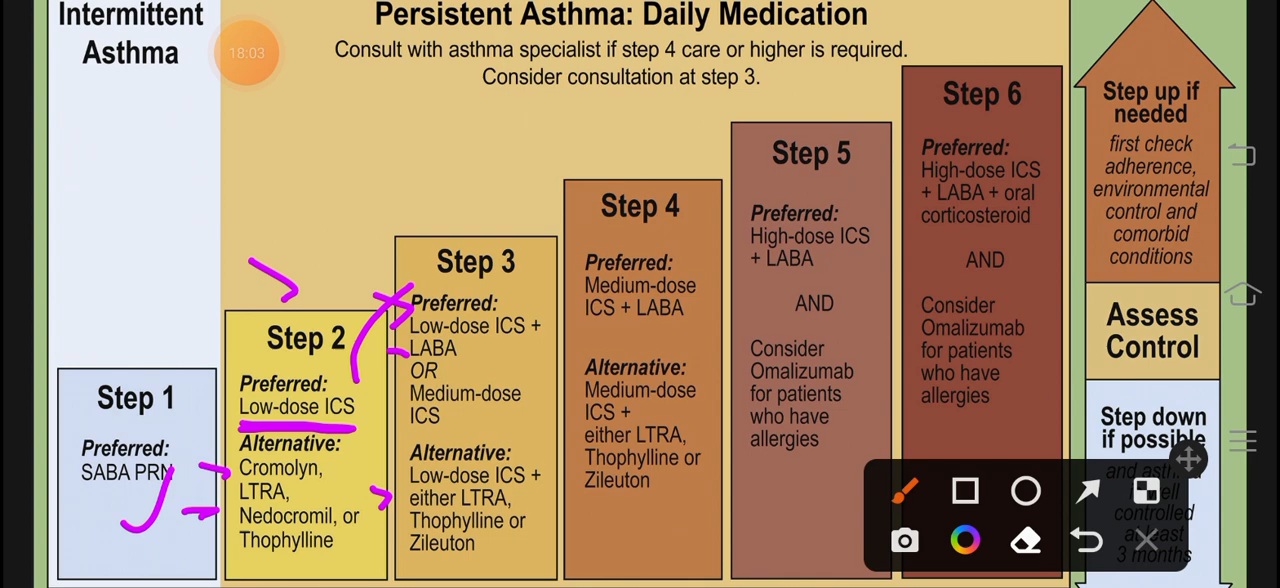 Intermittent
Asthma
18:03
Persistent Asthma: Daily Medication
Consult with asthma specialist if step 4 care or higher is required.
Consider consultation at step 3.
Step 1
Preferred:
SABA PRN
Step 2
Preferred:
Low-dose ICS
Alternative:
Cromolyn,
LTRA,
Nedocromil, or
Thophylline
Step 3
Preferred:
Low-dose ICS +
LABA
OR
Medium-dose
ICS
Alternative:
Low-dose ICS +
either LTRA,
Thophylline or
Zileuton
Step 4
Preferred:
Medium-dose
ICS + LABA
Alternative:
Medium-dose
ICS +
either LTRA,
Thophylline or
Zileuton
Step 5
Preferred:
High-dose ICS
+ LABA
AND
Consider
Omalizumab
for patients
who have
allergies
Step 6
Preferred:
High-dose ICS
+ LABA + oral
corticosteroid
AND
Consider
Omalizumab
for patients
who have
allergies
Step up if
needed
first check
adherence,
environmental
control and
comorbid
conditions
Assess
Control
Step down
if possible
and
controlled
at least
3 months